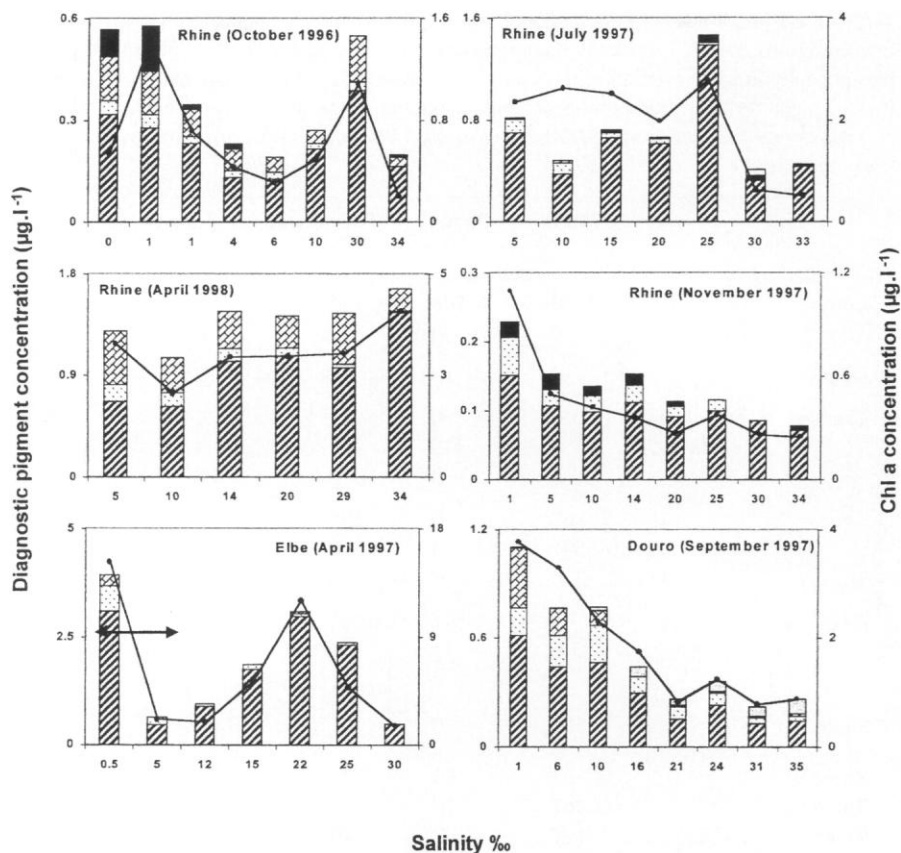 Diagnostic pigment concentration (µg.l⁻¹)
Chl a concentration (µg.l⁻¹)
Rhine (October 1996)
0.6
0.3
0
1.6
0.8
0
0 1 1 4 6 10 30 34
Rhine (July 1997)
1.6
0.8
0
4
2
0
5 10 15 20 25 30 33
Rhine (April 1998)
1.8
0.9
0
5
3
0
5 10 14 20 29 34
Rhine (November 1997)
0.3
0.2
0.1
0
1.2
0.6
0
1 5 10 14 20 25 30 34
Elbe (April 1997)
5
2.5
0
18
9
0
0.5 5 12 15 22 25 30
Douro (September 1997)
1.2
0.6
0
4
2
0
1 6 10 16 21 24 31 35
Salinity ‰